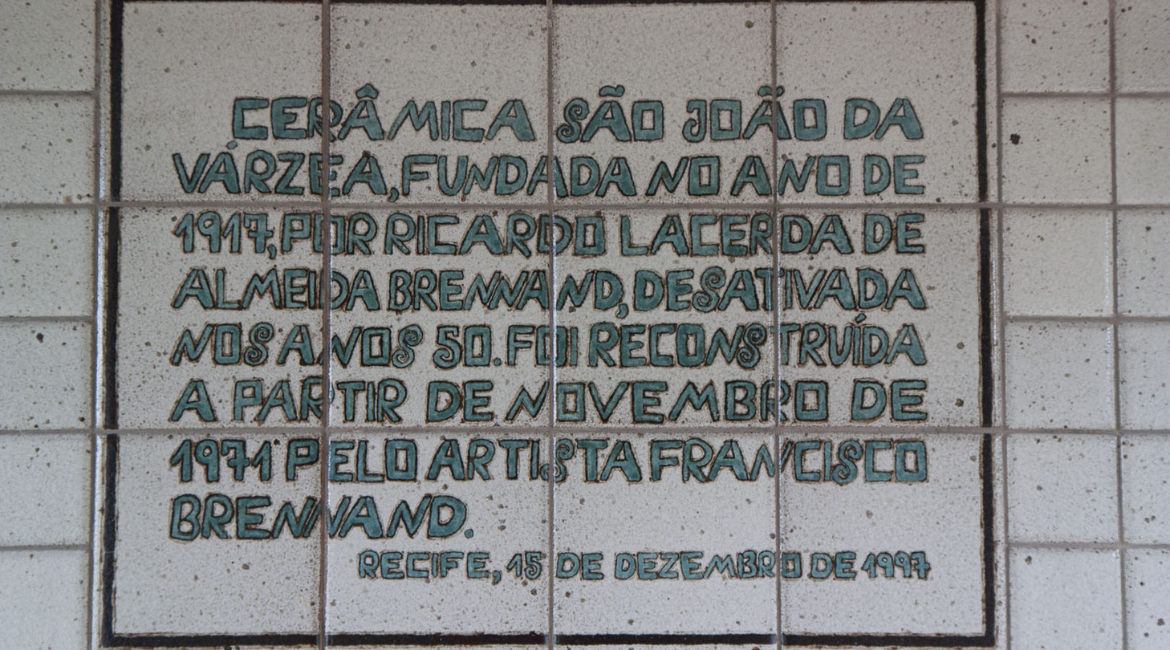 CERÂMICA SÃO JOÃO DA
VÁRZEA, FUNDADA NO ANO DE
1917, POR RICARDO LACERDA DE
ALMEIDA BRENNAND, DESATIVADA
NOS ANOS 50. FOI RECONSTRUÍDA
A PARTIR DE NOVEMBRO DE
1971 PELO ARTISTA FRANCISCO
BRENNAND.
RECIFE, 15 DE DEZEMBRO DE 1997